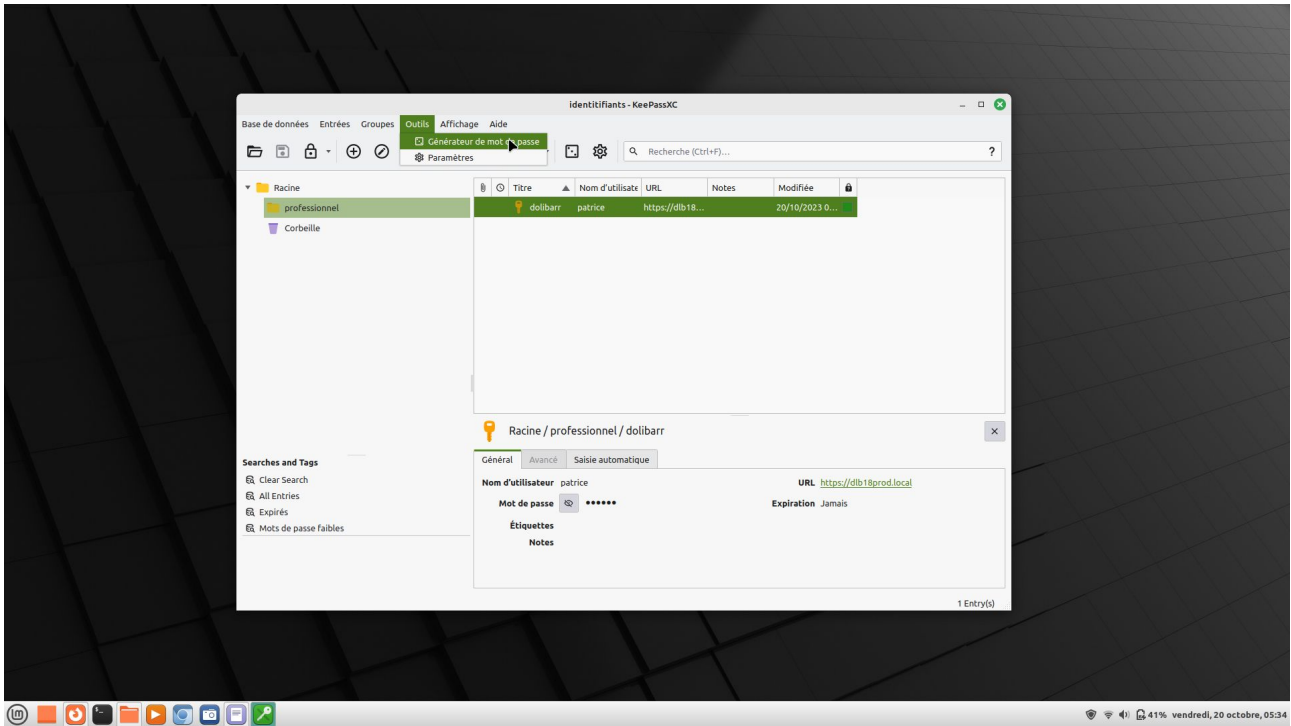 identitifiants - KeePassXC
Base de données Entrées Groupes Outils Affichage Aide
Générateur de mot de passe
Paramètres
Recherche (Ctrl+F)...
?
Racine
professionnel
Corbeille
Titre Nom d'utilisate URL Notes Modifiée
dolibarr patrice https://dlb18... 20/10/2023 0...
Racine / professionnel / dolibarr
Général Avancé Saisie automatique
Nom d'utilisateur patrice URL https://dlb18prod.local
Mot de passe •••••• Expiration Jamais
Étiquettes
Notes
Searches and Tags
Clear Search
All Entries
Expirés
Mots de passe faibles
1 Entry(s)
41% vendredi, 20 octobre, 05:34